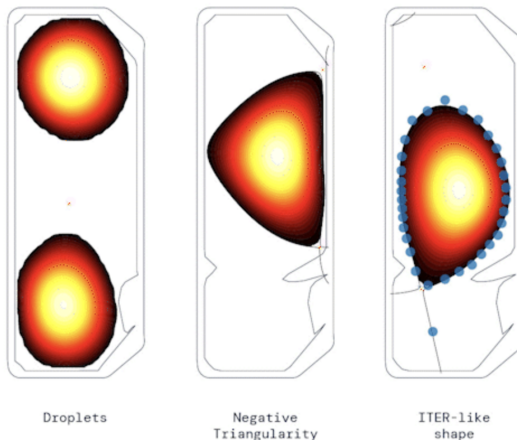 Droplets
Negative
Triangularity
ITER-like
shape